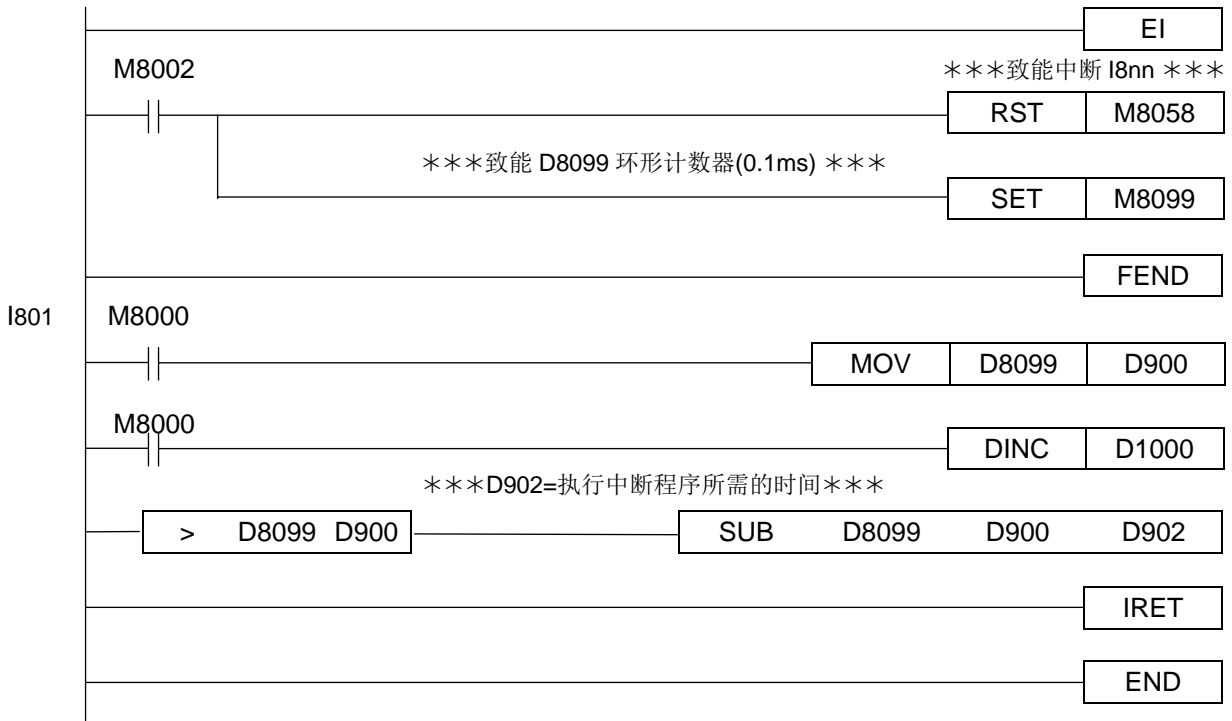 EI
M8002
＊＊＊致能中断 I8nn ＊＊＊
RST M8058
＊＊＊致能 D8099 环形计数器(0.1ms) ＊＊＊
SET M8099
FEND
I801 M8000
MOV D8099 D900
M8000
DINC D1000
＊＊＊D902=执行中断程序所需的时间＊＊＊
> D8099 D900 SUB D8099 D900 D902
IRET
END